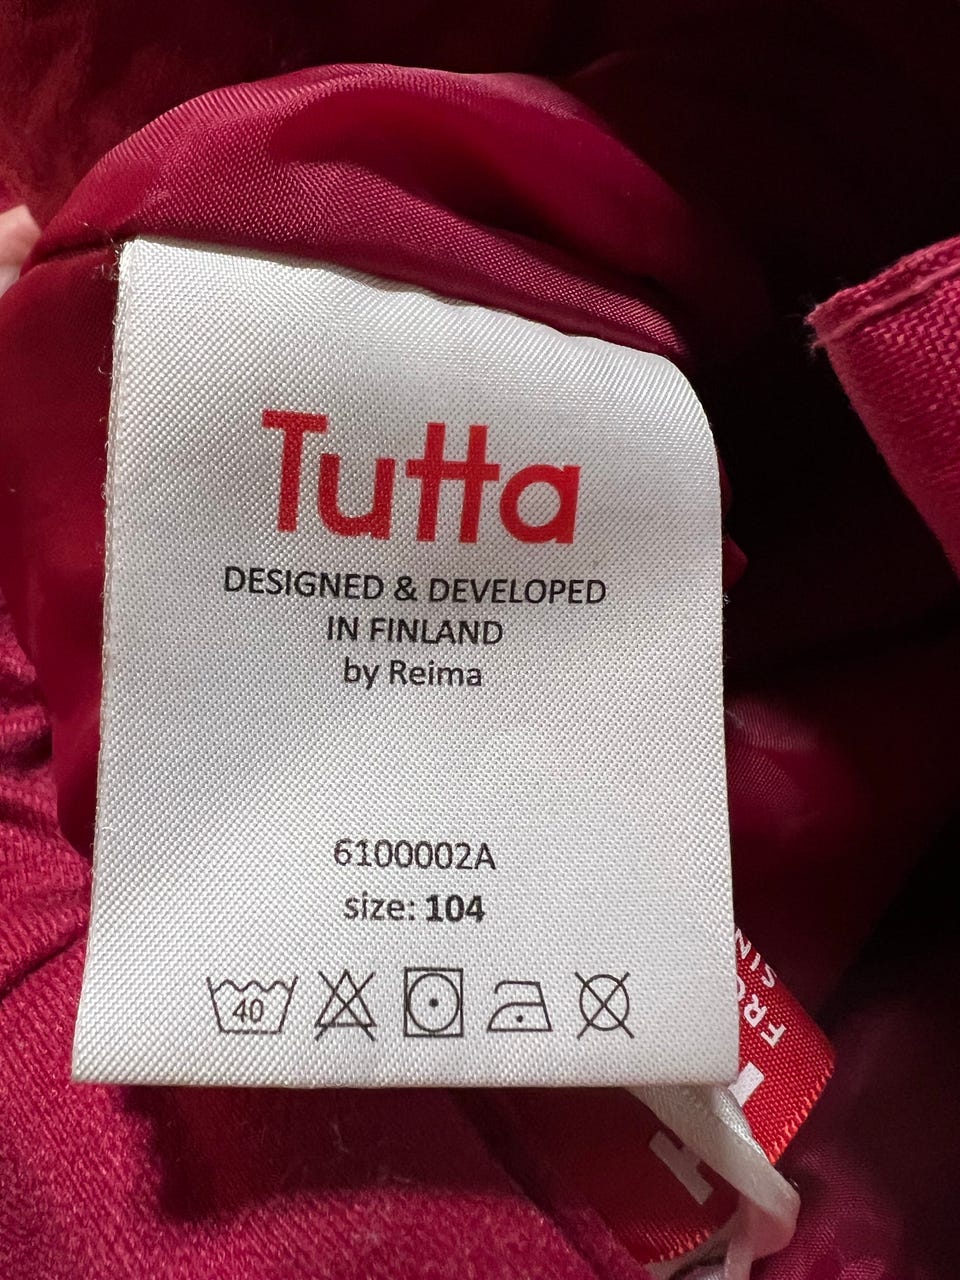 Tutta
DESIGNED & DEVELOPED
IN FINLAND
by Reima
6100002A
size: 104
40